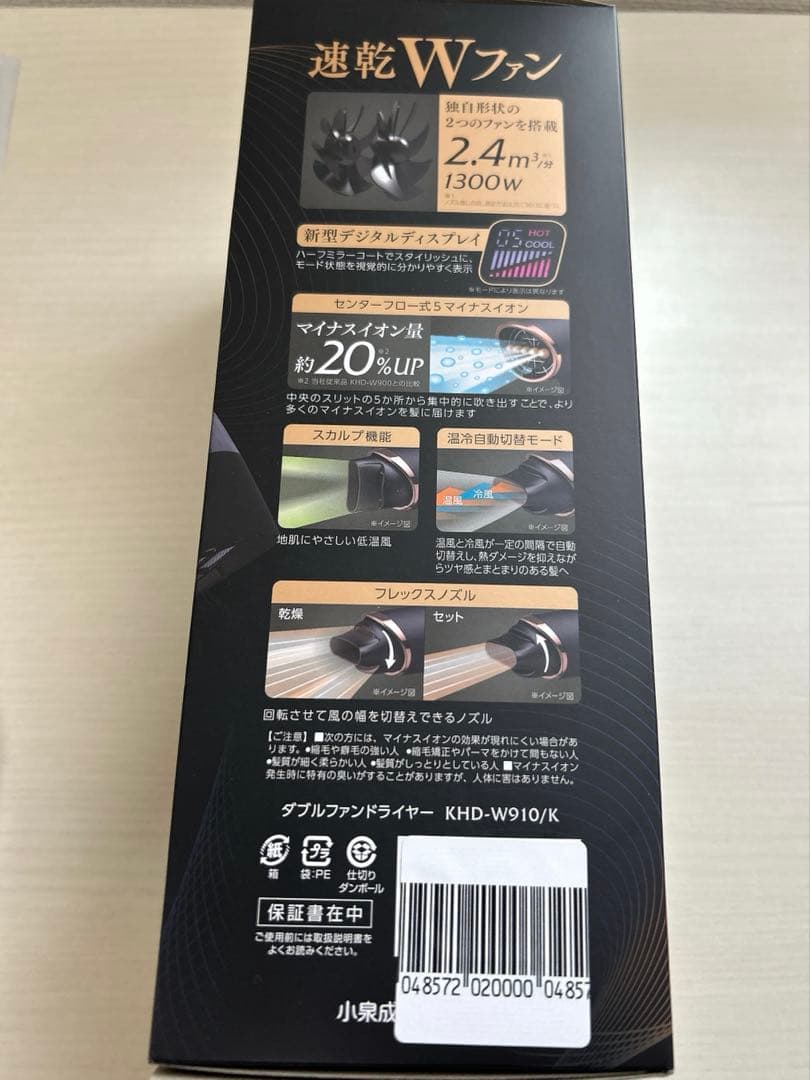 速乾Wファン
独自形状の
2つのファンを搭載
2.4m³/分
※1
1300W
※1
新型デジタルディスプレイ
ハーフミラーコートでスタイリッシュに、
モード状態を視覚的に分かりやすく表示
05 HOT
COOL
※モードにより表示は異なります
センターフロー式5マイナスイオン
マイナスイオン量
約20%UP
※2
※2 当社従来品 KHD-W900との比較
※イメージ図
中央のスリットの5か所から集中的に吹き出すことで、より
多くのマイナスイオンを髪に届けます
スカルプ機能
※イメージ図
地肌にやさしい低温風
温冷自動切替モード
温風 冷風
※イメージ図
温風と冷風が一定の間隔で自動
切替えし、熱ダメージを抑えなが
らツヤ感とまとまりのある髪へ
フレックスノズル
乾燥
※イメージ図
セット
※イメージ図
回転させて風の幅を切替えできるノズル
【ご注意】■次の方には、マイナスイオンの効果が現れにくい場合があ
ります。●縮毛や癖毛の強い人 ●縮毛矯正やパーマをかけて間もない人
●髪質が細く柔らかい人 ●髪質がしっとりとしている人 ■マイナスイオン
発生時に特有の臭いがすることがありますが、人体に害はありません。
ダブルファンドライヤー KHD-W910/K
紙 プラ
箱 袋:PE 仕切り
ダンボール
保証書在中
ご使用前には取扱説明書を
よくお読みください。
048572 020000 04857
小泉成